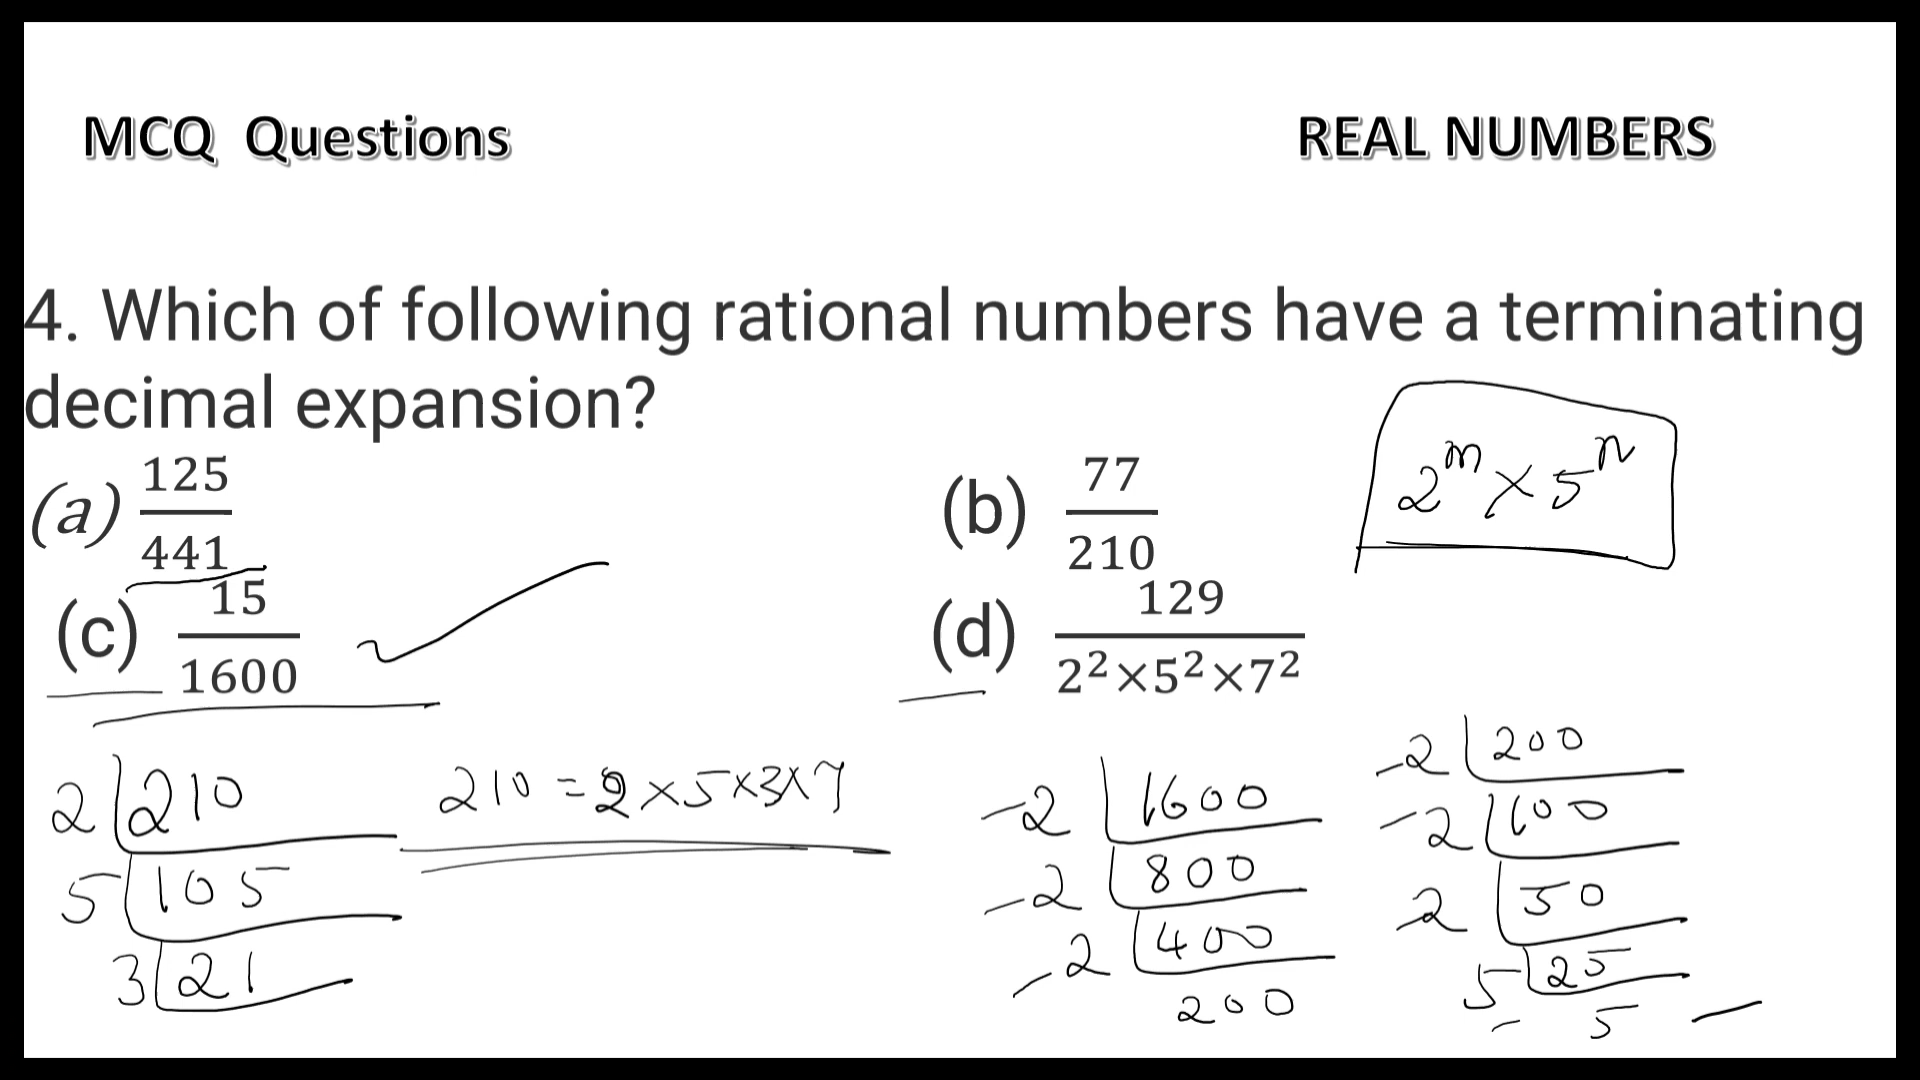 MCQ Questions
REAL NUMBERS
4. Which of following rational numbers have a terminating
decimal expansion?
(a) 125/441
(b) 77/210
2^m × 5^n
(c) 15/1600
(d) 129/2²×5²×7²
2 210
5 105
3 21
210 = 2 × 5 × 3 × 7
2 1600
2 800
2 400
200
2 200
2 100
2 50
5 25
5